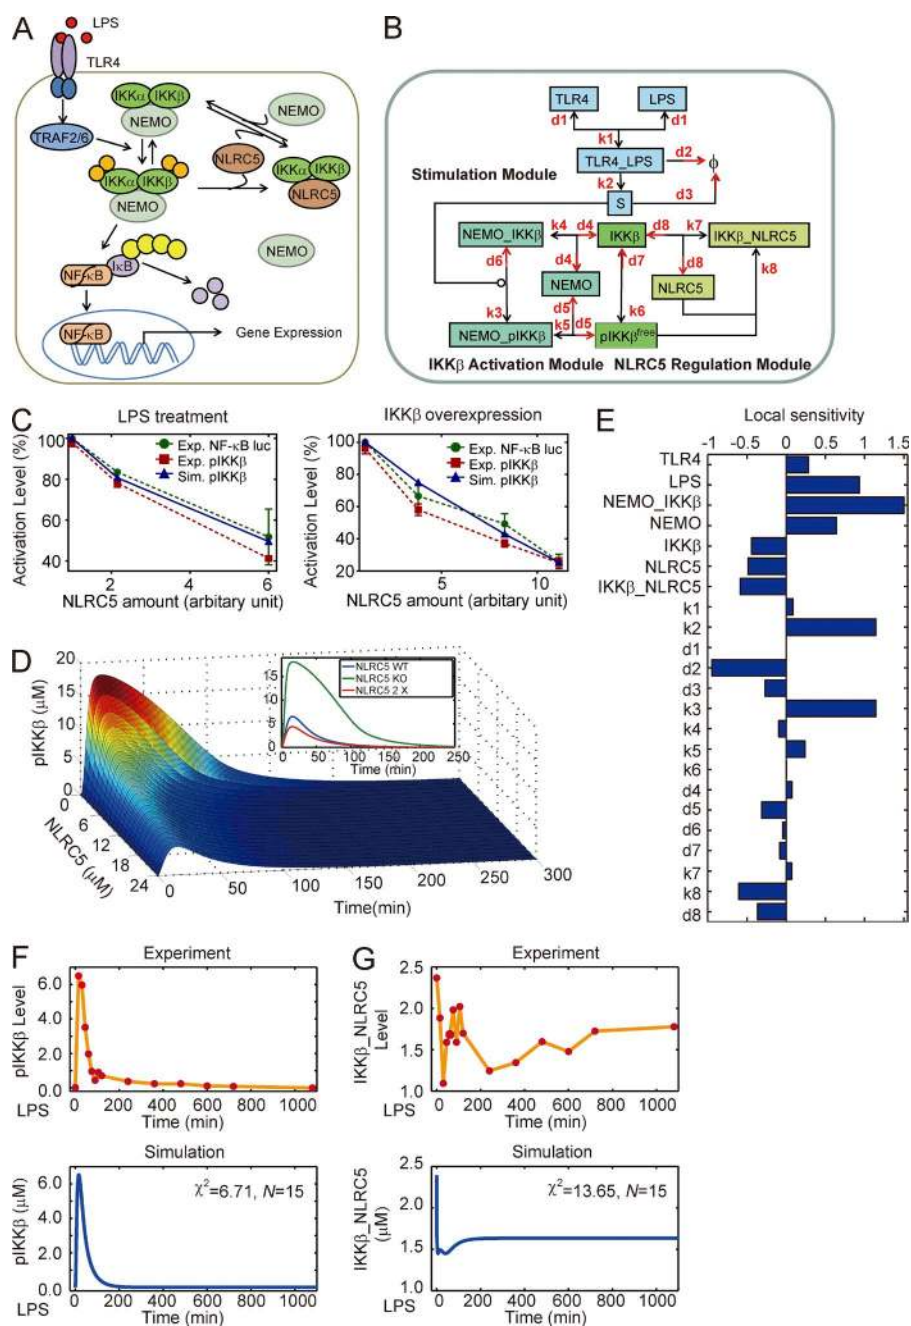 A
LPS
TLR4
IKKα IKKβ
NEMO
NEMO
TRAF2/6
NLRC5
IKKα IKKβ
IKKα IKKβ
NLRC5
NEMO
NEMO
IκB
NF-κB
NF-κB
Gene Expression
B
TLR4
LPS
d1
d1
k1
TLR4_LPS
d2
ϕ
k2
Stimulation Module
S
d3
NEMO_IKKβ
k4
d4
IKKβ
d8
k7
IKKβ_NLRC5
d6
d4
d7
d8
k8
NEMO
NLRC5
k3
d5
k6
NEMO_pIKKβ
k5
d5
pIKKβfree
IKKβ Activation Module
NLRC5 Regulation Module
C
LPS treatment
Activation Level (%)
100
80
60
40
Exp. NF-κB luc
Exp. pIKKβ
Sim. pIKKβ
2
4
6
NLRC5 amount (arbitary unit)
IKKβ overexpression
Activation Level (%)
100
80
60
40
20
Exp. NF-κB luc
Exp. pIKKβ
Sim. pIKKβ
5
10
NLRC5 amount (arbitary unit)
D
pIKKβ (μM)
20
15
10
5
0
0
6
12
18
24
NLRC5 (μM)
0
50
100
150
200
250
300
Time(min)
NLRC5 WT
NLRC5 KO
NLRC5 2 X
15
10
5
0
0
50
100
150
200
250
Time (min)
E
Local sensitivity
-1 -0.5 0 0.5 1 1.5
TLR4
LPS
NEMO_IKKβ
NEMO
IKKβ
NLRC5
IKKβ_NLRC5
k1
k2
d1
d2
d3
k3
k4
k5
k6
d4
d5
d6
d7
k7
k8
d8
F
Experiment
pIKKβ Level
6.0
4.0
2.0
0.0
LPS
0 200 400 600 800 1000
Time (min)
Simulation
χ2=6.71, N=15
pIKKβ (μM)
6.0
4.0
2.0
0.0
LPS
0 200 400 600 800 1000
Time (min)
G
Experiment
IKKβ_NLRC5
Level
2.5
2.0
1.5
1.0
LPS
0 200 400 600 800 1000
Time (min)
Simulation
χ2=13.65, N=15
IKKβ_NLRC5
(μM)
2.5
2.0
1.5
1.0
LPS
0 200 400 600 800 1000
Time (min)